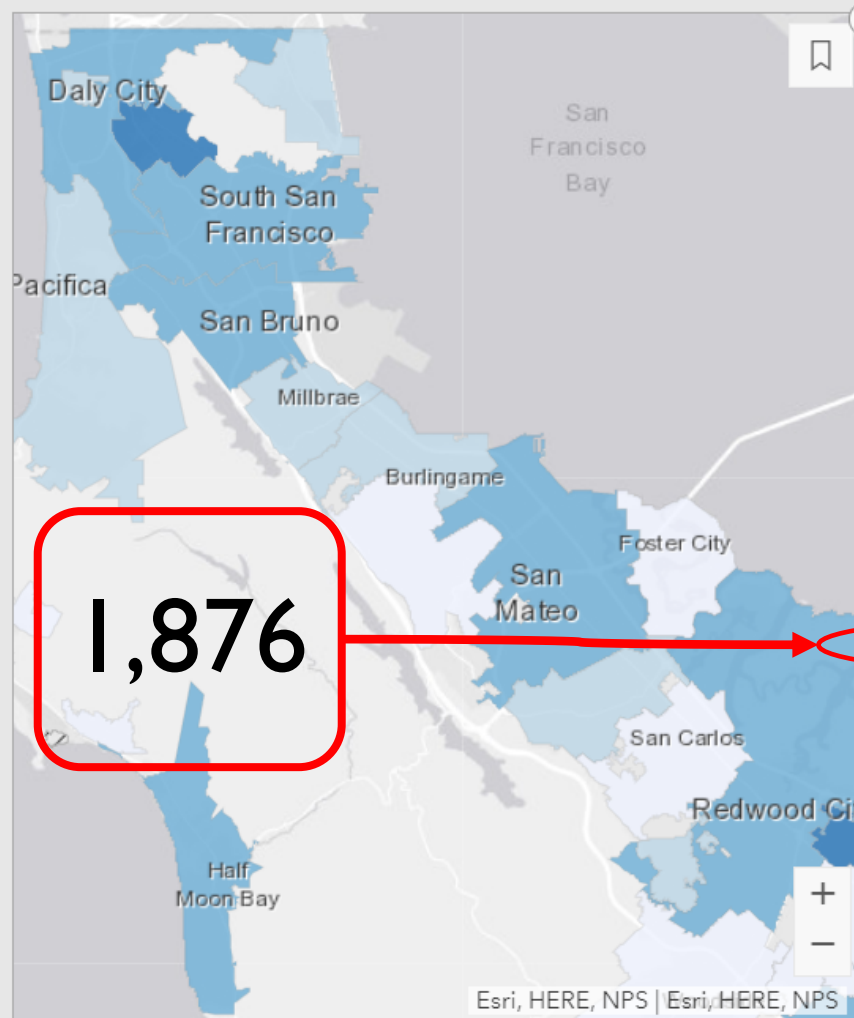 Daly City
San
Francisco
Bay
South San
Francisco
Pacifica
San Bruno
Millbrae
Burlingame
Foster City
San
Mateo
1,876
San Carlos
Redwood Ci
Half
Moon Bay
+
−
Esri, HERE, NPS | Esri, HERE, NPS